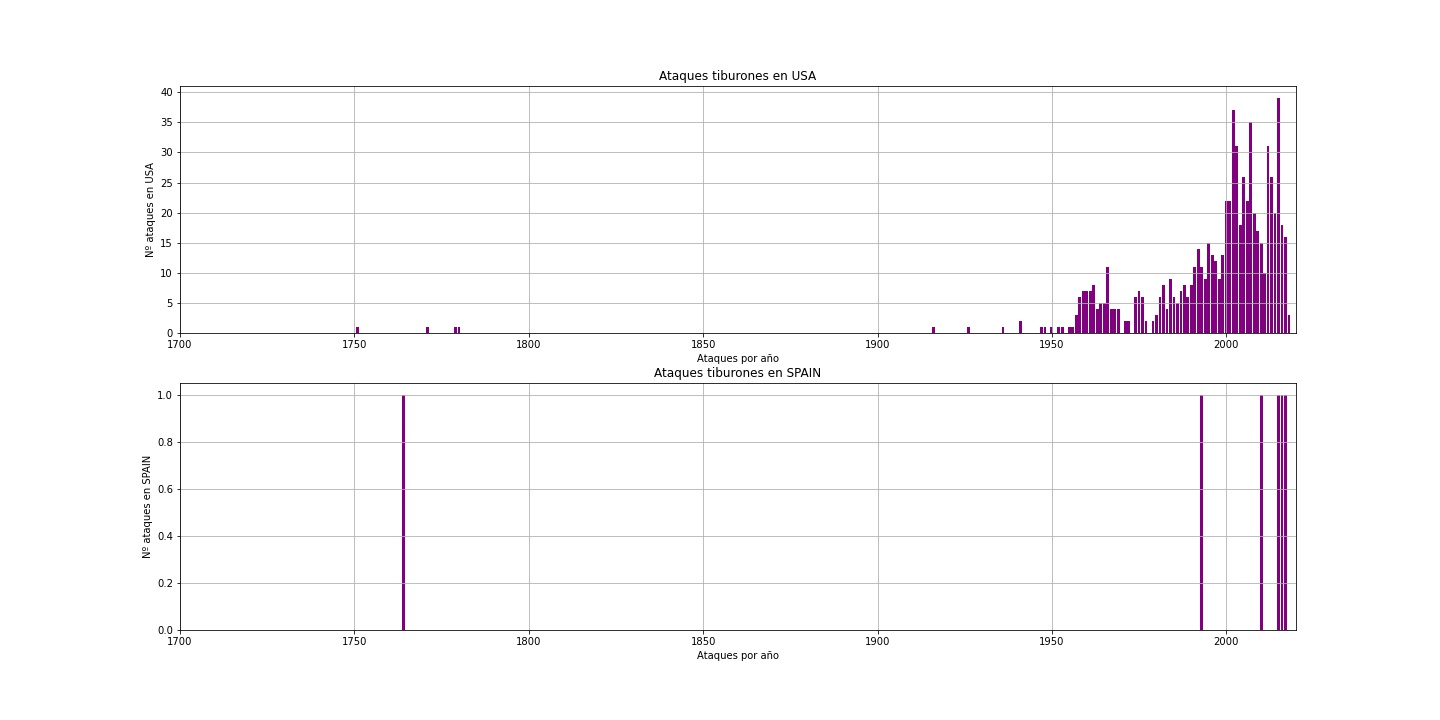 Ataques tiburones en USA
40
35
30
25
20
15
10
5
0
Nº ataques en USA
1700 1750 1800 1850 1900 1950 2000
Ataques por año
Ataques tiburones en SPAIN
1.0
0.8
0.6
0.4
0.2
0.0
Nº ataques en SPAIN
1700 1750 1800 1850 1900 1950 2000
Ataques por año